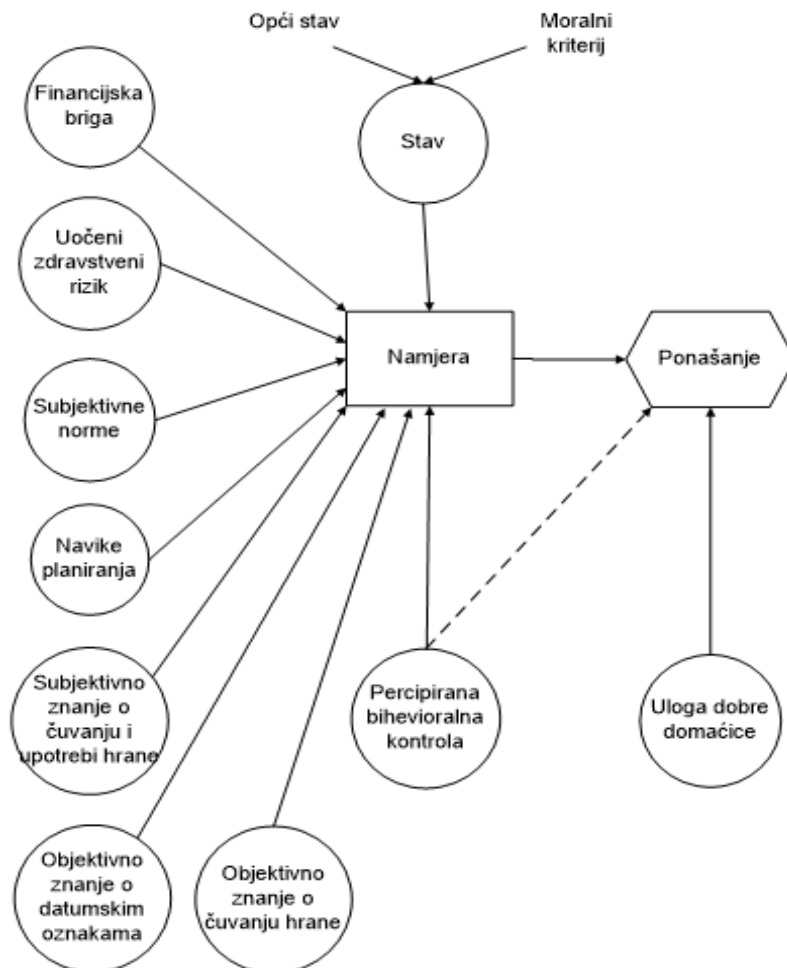 Opći stav
Moralni
kriterij
Financijska
briga
Stav
Uočeni
zdravstveni
rizik
Namjera
Ponašanje
Subjektivne
norme
Navike
planiranja
Subjektivno
znanje o
čuvanju i
upotrebi hrane
Percipirana
bihevioralna
kontrola
Uloga dobre
domaćice
Objektivno
znanje o
datumskim
oznakama
Objektivno
znanje o
čuvanju hrane